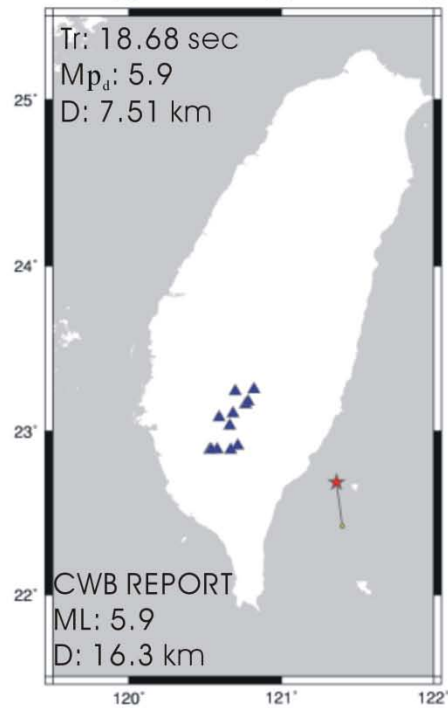 Tr: 18.68 sec
Mpd: 5.9
D: 7.51 km
25˚
24˚
23˚
22˚
CWB REPORT
ML: 5.9
D: 16.3 km
120˚ 121˚ 122˚